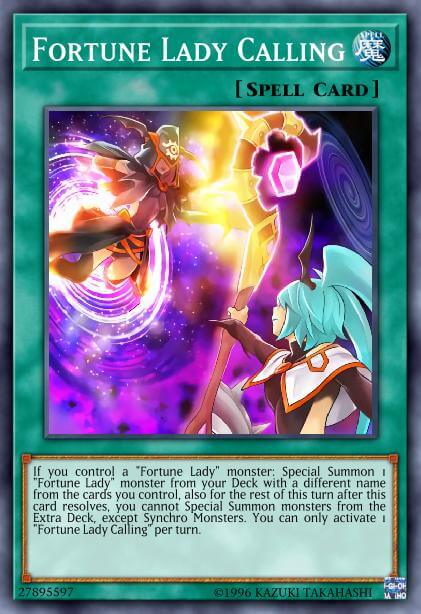 Fortune Lady Calling
[Spell Card]
If you control a "Fortune Lady" monster: Special Summon 1
"Fortune Lady" monster from your Deck with a different name
from the cards you control, also for the rest of this turn after this
card resolves, you cannot Special Summon monsters from the
Extra Deck, except Synchro Monsters. You can only activate 1
"Fortune Lady Calling" per turn.
27895597 ©1996 KAZUKI TAKAHASHI